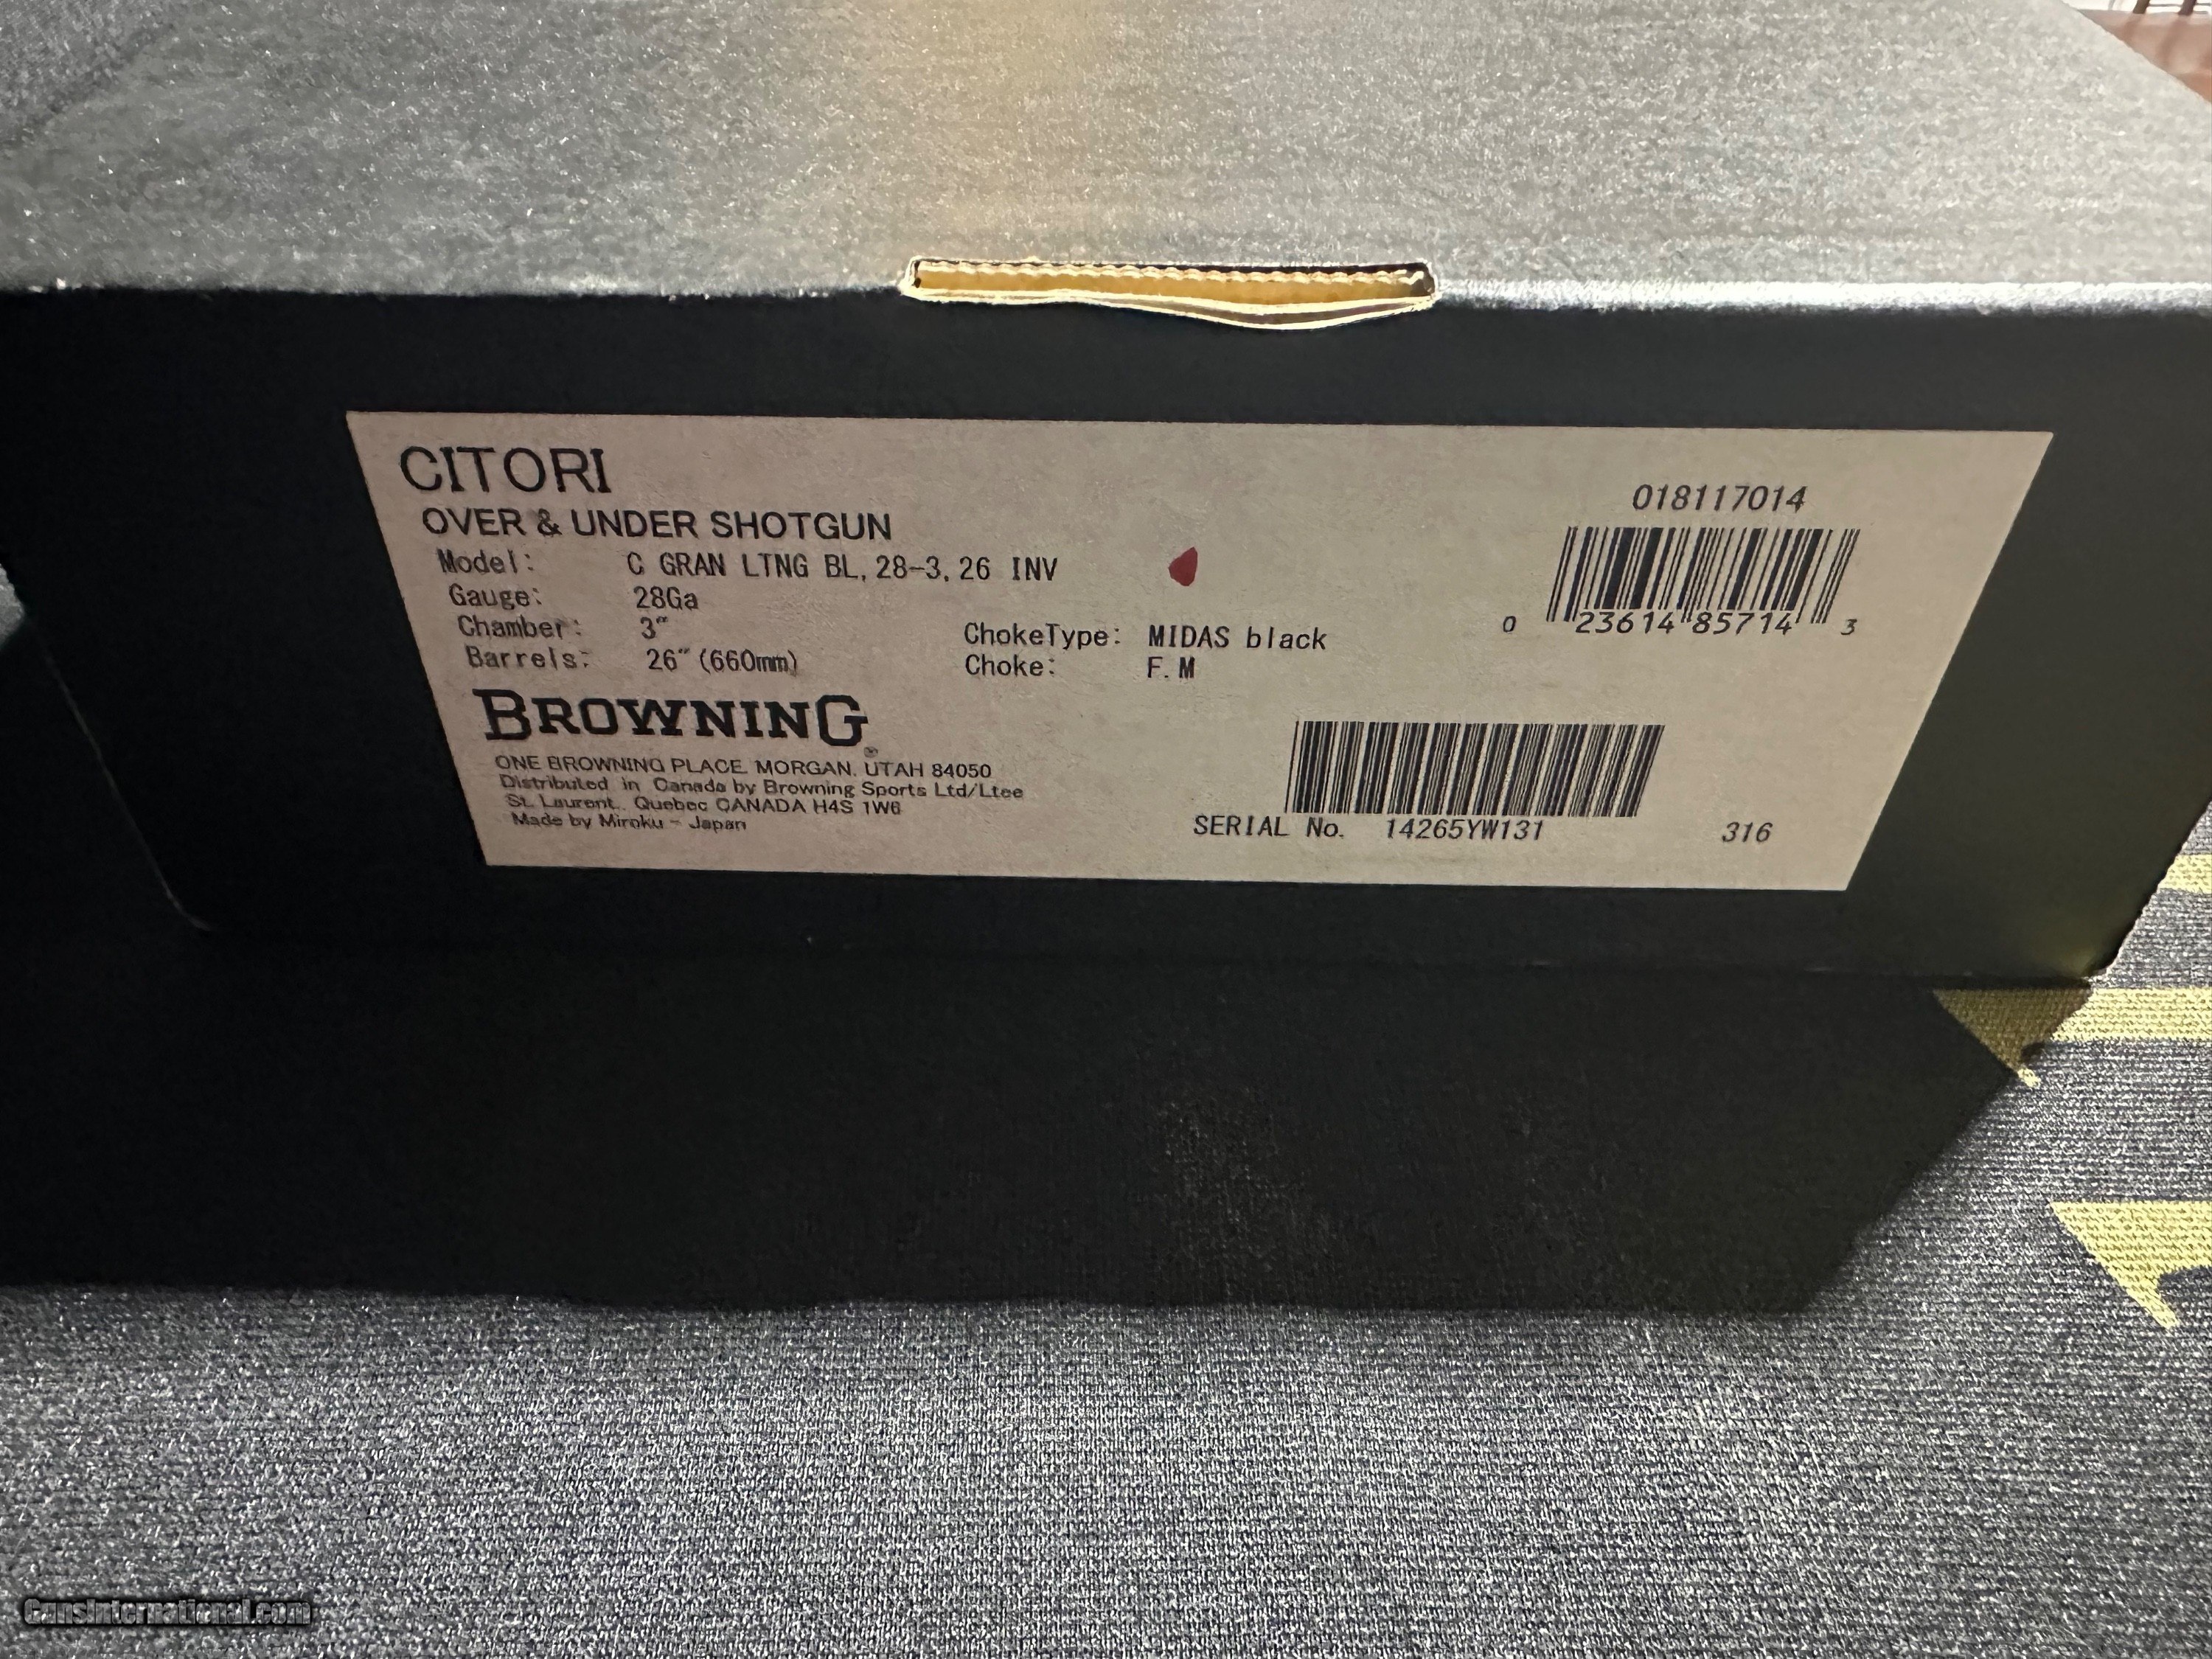 CITORI
OVER & UNDER SHOTGUN
Model: C GRAN LTNG BL, 28-3, 26 INV
Gauge: 28Ga
Chamber: 3"
Barrels: 26" (660mm)
ChokeType: MIDAS black
Choke: F. M
018117014
0 23614 85714 3
BROWNING®
ONE BROWNING PLACE, MORGAN, UTAH 84050
Distributed in Canada by Browning Sports Ltd/Ltee
St. Laurent, Quebec CANADA H4S 1W6
Made by Miroku - Japan
SERIAL No. 14265YW131 316
GunsInternational.com